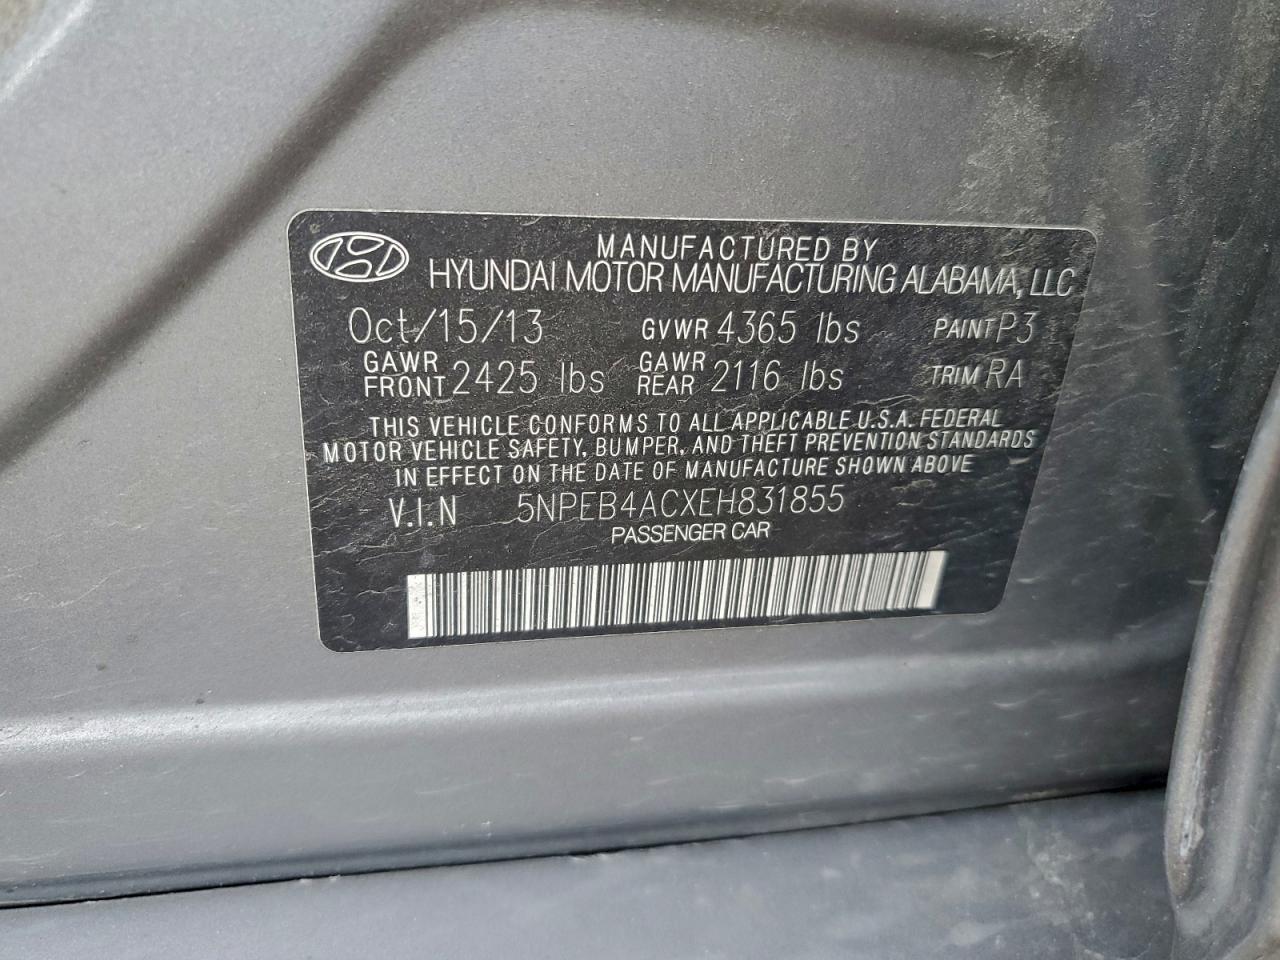 MANUFACTURED BY
HYUNDAI MOTOR MANUFACTURING ALABAMA, LLC
Oct/15/13 GVWR 4365 lbs PAINT P3
GAWR FRONT 2425 lbs GAWR REAR 2116 lbs TRIM RA
THIS VEHICLE CONFORMS TO ALL APPLICABLE U.S.A. FEDERAL
MOTOR VEHICLE SAFETY, BUMPER, AND THEFT PREVENTION STANDARDS
IN EFFECT ON THE DATE OF MANUFACTURE SHOWN ABOVE
V.I.N 5NPEB4ACXEH831855
PASSENGER CAR